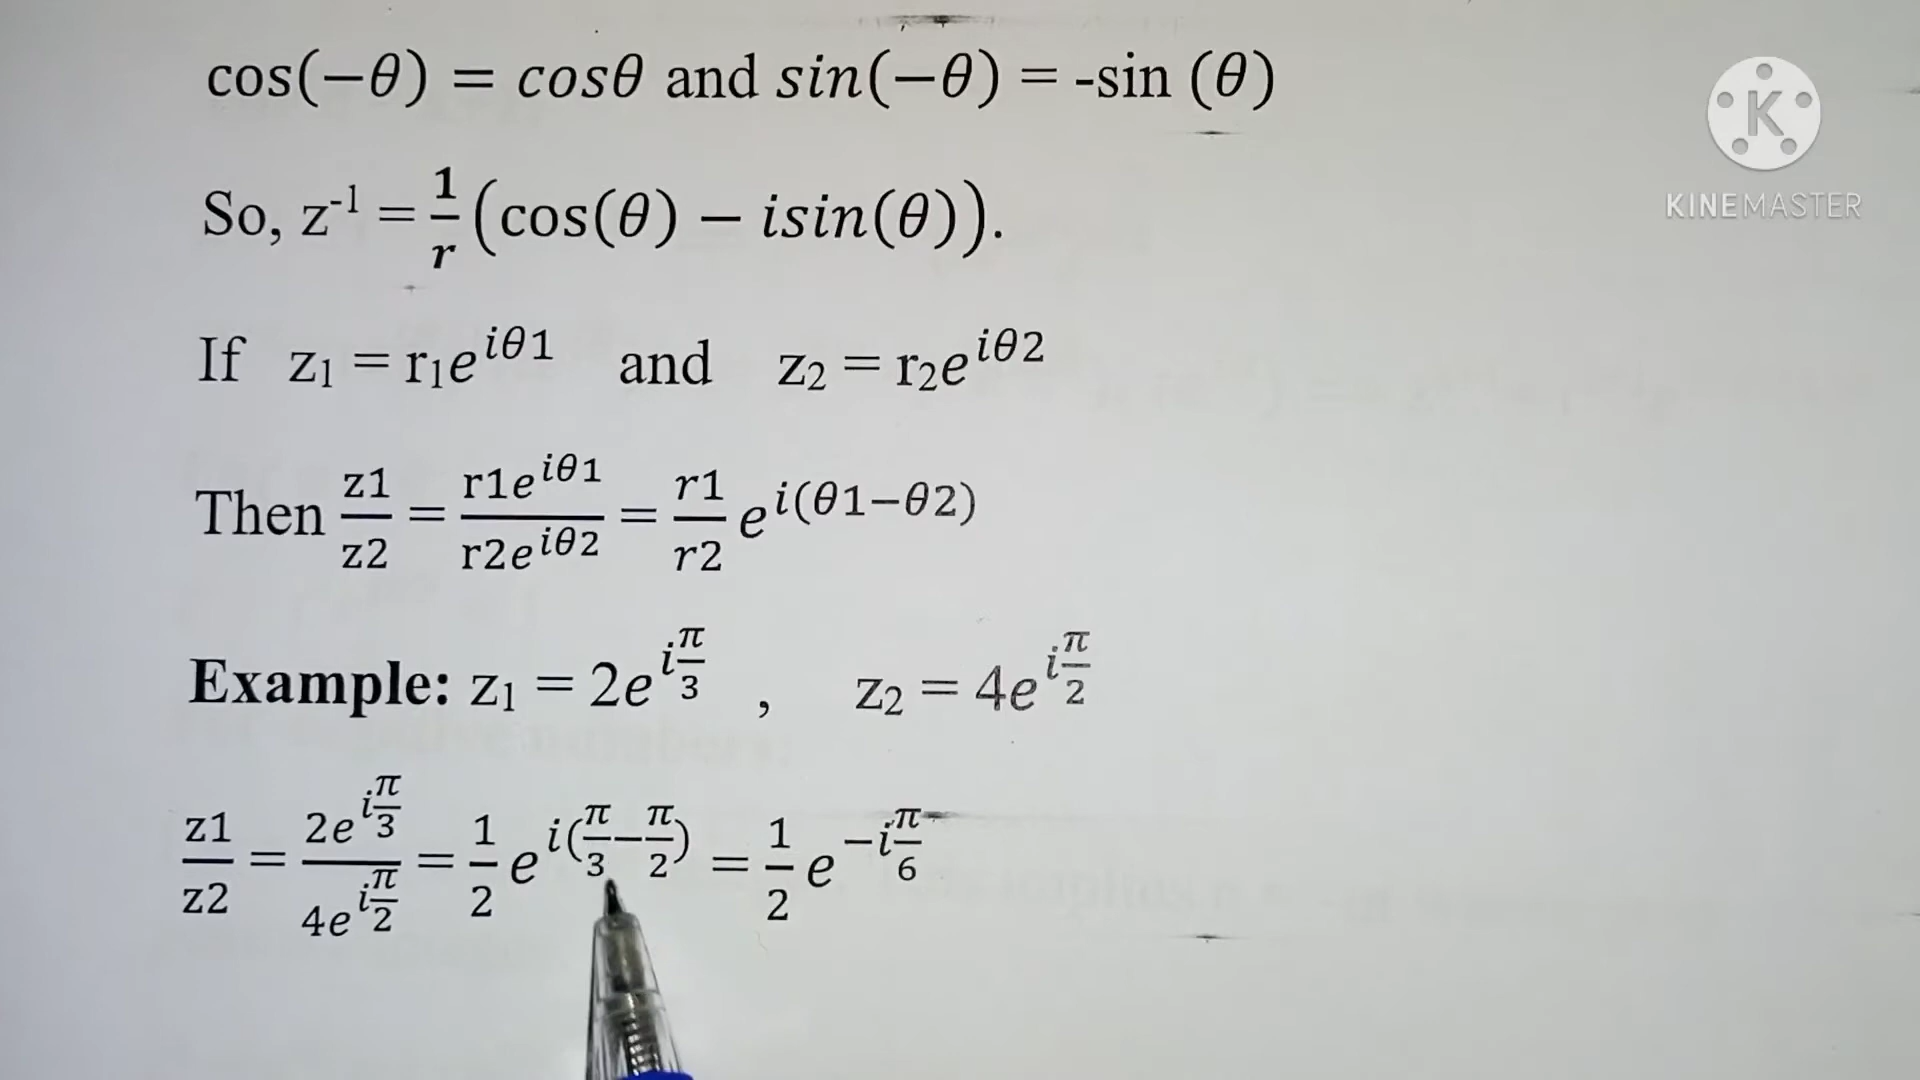 cos(−θ) = cosθ and sin(−θ) = -sin (θ)
K
KINEMASTER
So, z⁻¹ = 1/r (cos(θ) − isin(θ)).
If z₁ = r₁e^{iθ1} and z₂ = r₂e^{iθ2}
Then z1/z2 = r1e^{iθ1}/r2e^{iθ2} = r1/r2 e^{i(θ1−θ2)}
Example: z₁ = 2e^{iπ/3} , z₂ = 4e^{iπ/2}
z1/z2 = 2e^{iπ/3}/4e^{iπ/2} = 1/2 e^{i(π/3−π/2)} = 1/2 e^{−iπ/6}